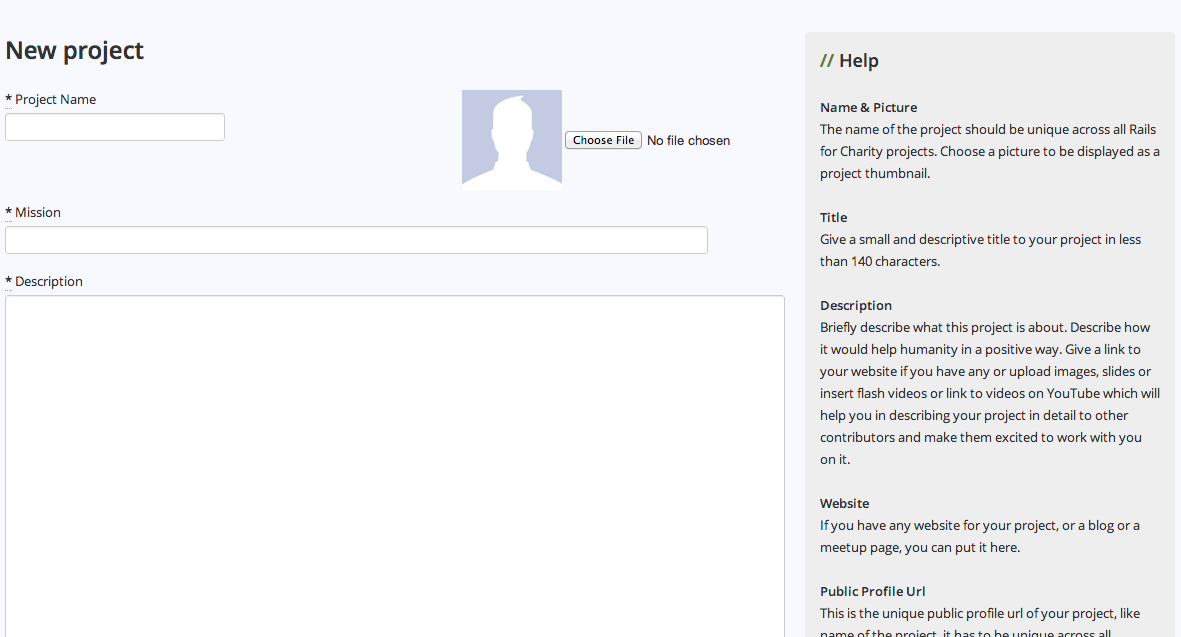 New project
* Project Name
Choose File No file chosen
* Mission
* Description
// Help
Name & Picture
The name of the project should be unique across all Rails
for Charity projects. Choose a picture to be displayed as a
project thumbnail.
Title
Give a small and descriptive title to your project in less
than 140 characters.
Description
Briefly describe what this project is about. Describe how
it would help humanity in a positive way. Give a link to
your website if you have any or upload images, slides or
insert flash videos or link to videos on YouTube which will
help you in describing your project in detail to other
contributors and make them excited to work with you
on it.
Website
If you have any website for your project, or a blog or a
meetup page, you can put it here.
Public Profile Url
This is the unique public profile url of your project, like
name of the project, it has to be unique across all